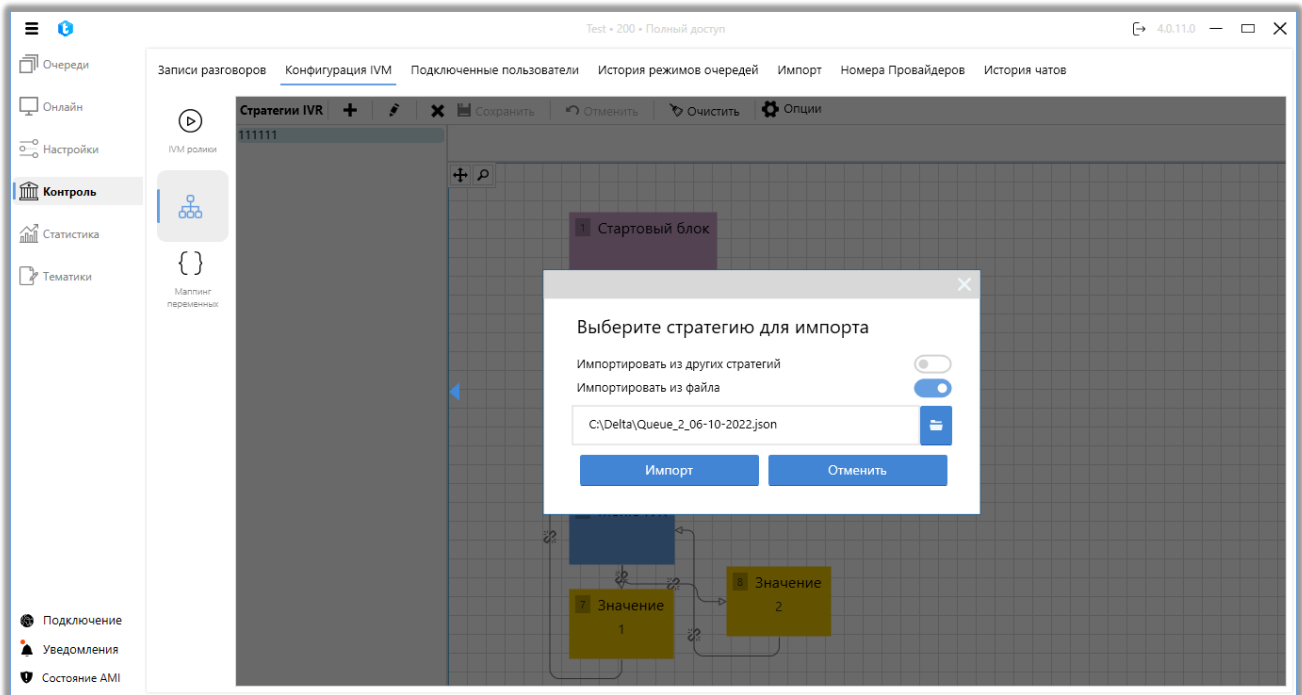 Test • 200 • Полный доступ
4.0.11.0
Очереди
Онлайн
Настройки
Контроль
Статистика
Тематики
Подключение
Уведомления
Состояние AMI
Записи разговоров Конфигурация IVM Подключенные пользователи История режимов очередей Импорт Номера Провайдеров История чатов
IVM ролики
Маппинг
переменных
Стратегии IVR Сохранить Отменить Очистить Опции
111111
1 Стартовый блок
Выберите стратегию для импорта
Импортировать из других стратегий
Импортировать из файла
C:\Delta\Queue_2_06-10-2022.json
Импорт Отменить
8 Значение
2
7 Значение
1